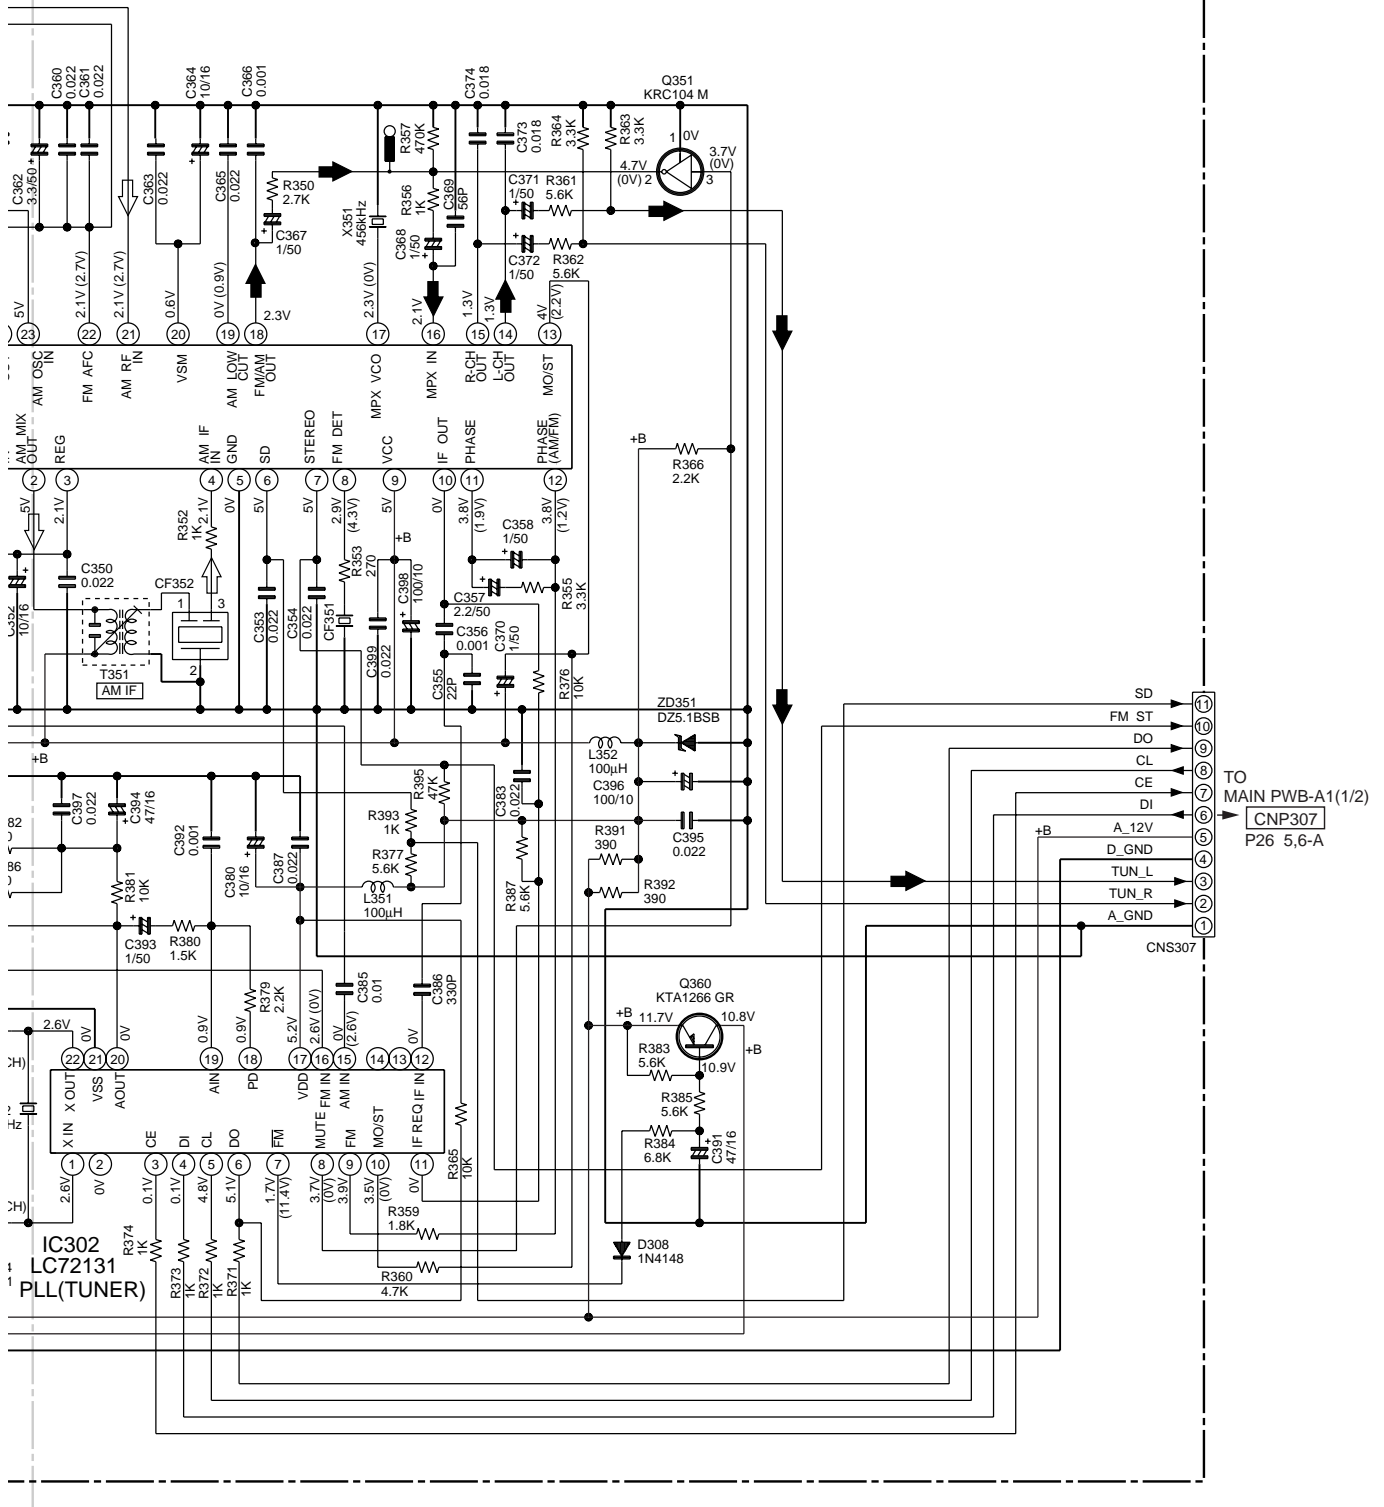 C360
0.022
C361
0.022
C364
10/16
C366
0.001
C374
0.018
Q351
KRC104 M
C362
3.3/50
C363
0.022
C365
0.022
R350
2.7K
C367
1/50
R357
470K
R356
1K
C369
56P
C368
1/50
X351
456kHz
C373
0.018
R364
3.3K
R363
3.3K
C371
1/50
R361
5.6K
C372
1/50
R362
5.6K
1
0V
4.7V
(0V)
2
3.7V
(0V)
3
5V
2.1V (2.7V)
2.1V (2.7V)
0.6V
0V (0.9V)
2.3V
2.3V (0V)
2.1V
1.3V
1.3V
4V
(2.2V)
23
22
21
20
19
18
17
16
15
14
13
AM OSC
IN
FM AFC
AM RF
IN
VSM
AM LOW
CUT
FM/AM
OUT
MPX VCO
MPX IN
R-CH
OUT
L-CH
OUT
MO/ST
AM MIX
OUT
REG
AM IF
IN
GND
SD
STEREO
FM DET
VCC
IF OUT
PHASE
PHASE
(AM/FM)
2
3
4
5
6
7
8
9
10
11
12
5V
2.1V
2.1V
0V
5V
5V
2.9V
(4.3V)
5V
0V
3.8V
(1.9V)
3.8V
(1.2V)
+B
R366
2.2K
R352
1K
C350
0.022
C352
10/16
CF352
1
3
2
T351
AM IF
C353
0.022
C354
0.022
R353
270
CF351
+B
C398
100/10
C399
0.022
C358
1/50
C357
2.2/50
R355
3.3K
C356
0.001
C355
22P
C370
1/50
R376
10K
+B
ZD351
DZ5.1BSB
L352
100µH
C396
100/10
C395
0.022
C397
0.022
C394
47/16
C392
0.001
C380
10/16
C387
0.022
R393
1K
R395
47K
R377
5.6K
L351
100µH
C383
0.022
R387
5.6K
R391
390
R392
390
R381
10K
C393
1/50
R380
1.5K
R379
2.2K
C385
0.01
C386
330P
SD
FM ST
DO
CL
CE
DI
A_12V
D_GND
TUN_L
TUN_R
A_GND
11
10
9
8
7
6
5
4
3
2
1
+B
CNS307
TO
MAIN PWB-A1(1/2)
CNP307
P26 5,6-A
2.6V
0V
0V
0.9V
0.9V
5.2V
2.6V (0V)
0V
(2.6V)
0V
22
21
20
19
18
17
16
15
14
13
12
X OUT
VSS
AOUT
AIN
PD
VDD
FM IN
AM IN
IF IN
X IN
CE
DI
CL
DO
FM
MUTE
FM
MO/ST
IF REQ
1
2
3
4
5
6
7
8
9
10
11
2.6V
0V
0.1V
0.1V
4.8V
5.1V
1.7V
(11.4V)
3.7V
(0V)
3.9V
3.5V
(0V)
0V
R365
10K
Q360
KTA1266 GR
+B
11.7V
10.8V
+B
R383
5.6K
10.9V
R385
5.6K
R384
6.8K
C391
47/16
D308
1N4148
R359
1.8K
R360
4.7K
R374
1K
R373
1K
R372
1K
R371
1K
IC302
LC72131
PLL(TUNER)